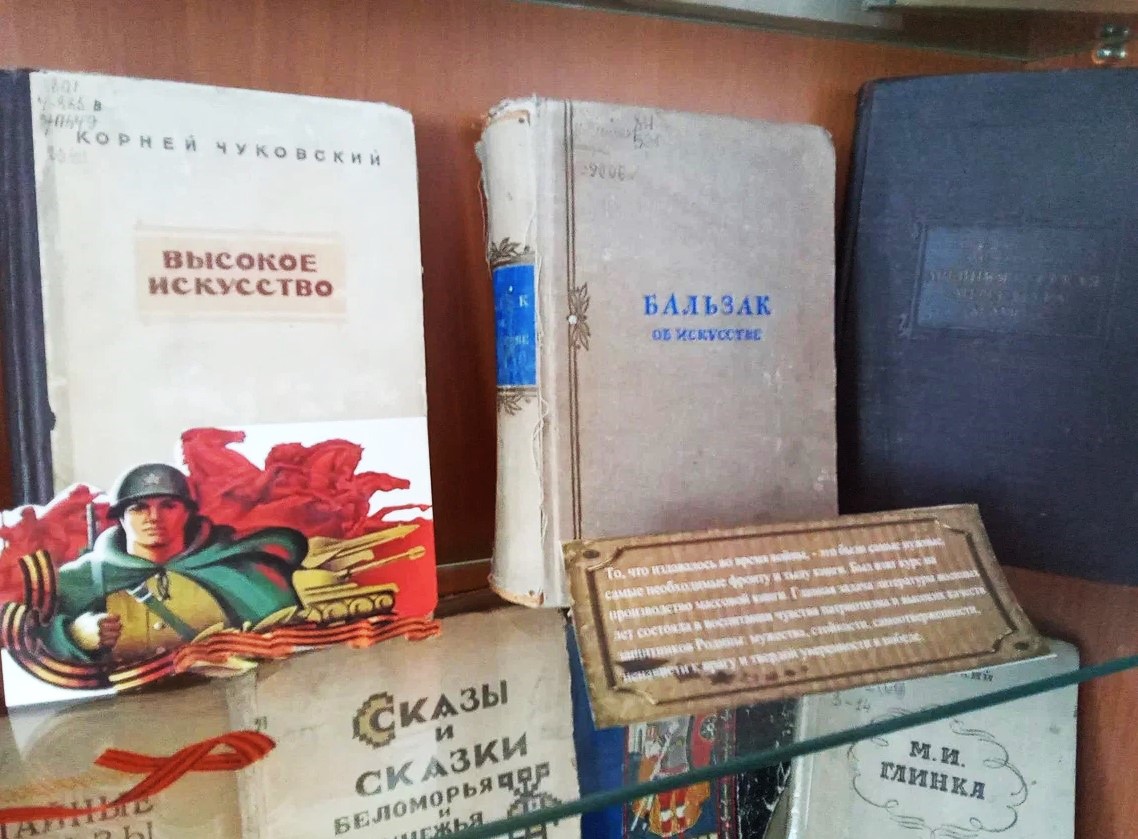 КОРНЕЙ ЧУКОВСКИЙ
ВЫСОКОЕ
ИСКУССТВО
БАЛЬЗАК
ОБ ИСКУССТВЕ
То, что издавалось во время войны, - это были самые нужные,
самые необходимые фронту и тылу книги. Был взят курс на
производство массовой книги. Главная задача литературы военных
лет состояла в воспитании чувства патриотизма и высоких качеств
защитников Родины: мужества, стойкости, самоотверженности,
ненависти к врагу и твердой уверенности в победе.
СКАЗЫ
И
СКАЗКИ
БЕЛОМОРЬЯ
И
М.И.
ГЛИНКА